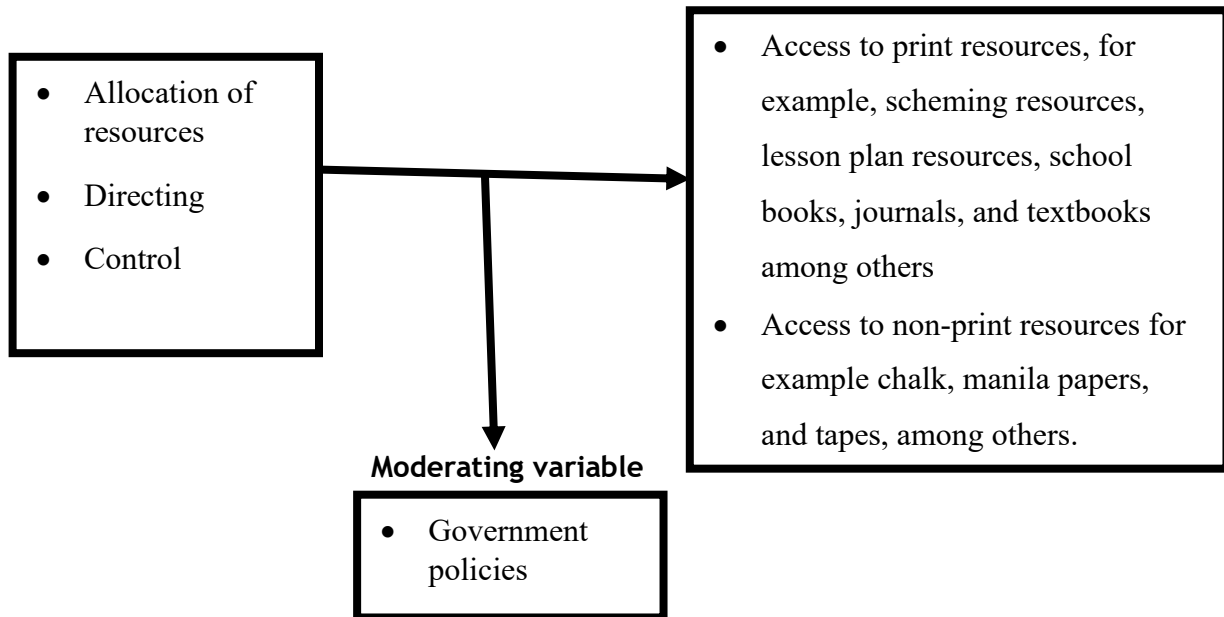 • Allocation of
resources
• Directing
• Control
• Access to print resources, for
example, scheming resources,
lesson plan resources, school
books, journals, and textbooks
among others
• Access to non-print resources for
example chalk, manila papers,
and tapes, among others.
Moderating variable
• Government
policies